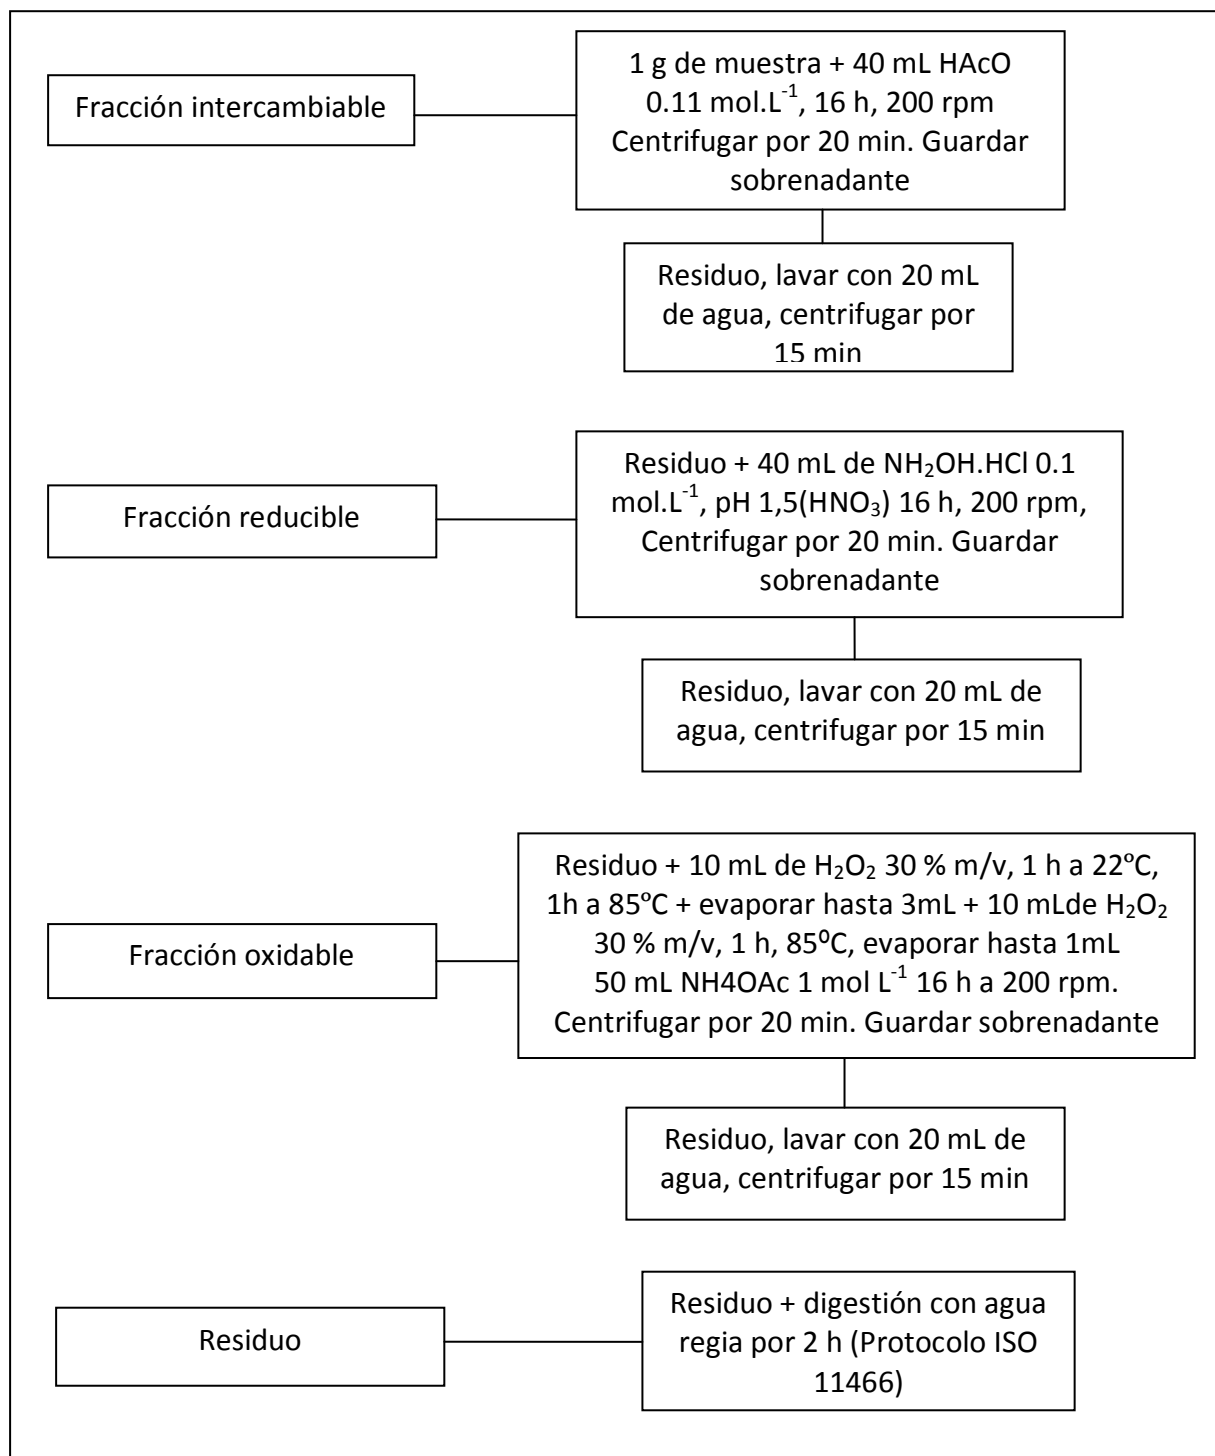 Fracción intercambiable
1 g de muestra + 40 mL HAcO
0.11 mol.L⁻¹, 16 h, 200 rpm
Centrifugar por 20 min. Guardar
sobrenadante
Residuo, lavar con 20 mL
de agua, centrifugar por
15 min
Fracción reducible
Residuo + 40 mL de NH₂OH.HCl 0.1
mol.L⁻¹, pH 1,5(HNO₃) 16 h, 200 rpm,
Centrifugar por 20 min. Guardar
sobrenadante
Residuo, lavar con 20 mL de
agua, centrifugar por 15 min
Fracción oxidable
Residuo + 10 mL de H₂O₂ 30 % m/v, 1 h a 22ºC,
1h a 85ºC + evaporar hasta 3mL + 10 mLde H₂O₂
30 % m/v, 1 h, 85⁰C, evaporar hasta 1mL
50 mL NH4OAc 1 mol L⁻¹ 16 h a 200 rpm.
Centrifugar por 20 min. Guardar sobrenadante
Residuo, lavar con 20 mL de
agua, centrifugar por 15 min
Residuo
Residuo + digestión con agua
regia por 2 h (Protocolo ISO
11466)